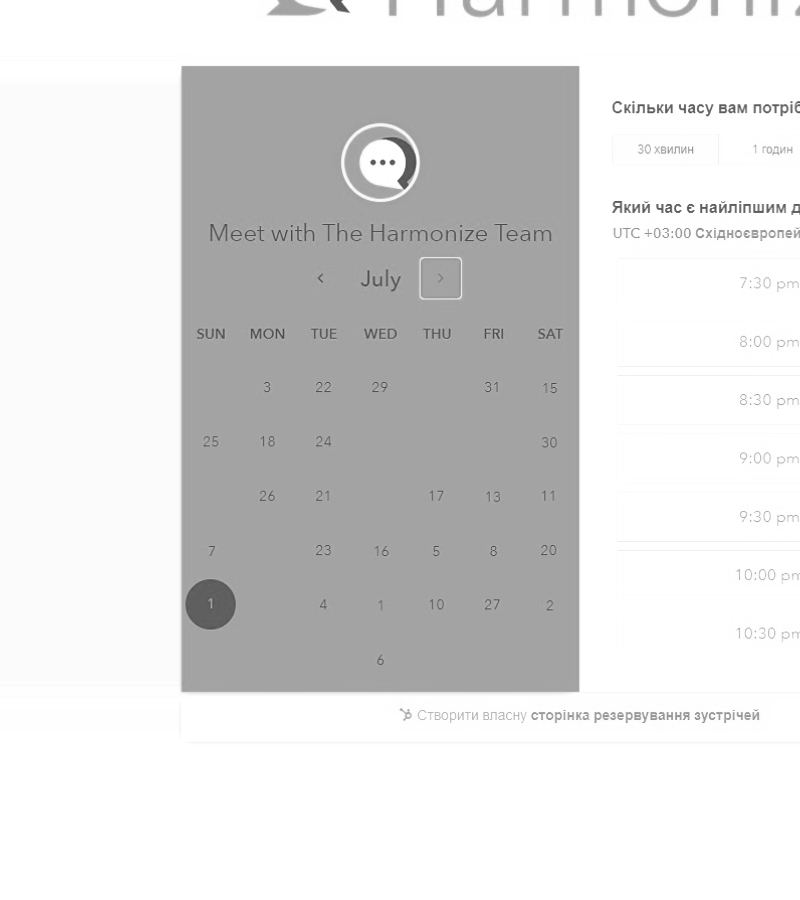 Harmonize
Meet with The Harmonize Team
July
SUN MON TUE WED THU FRI SAT
3 22 29 31 15
25 18 24 30
26 21 17 13 11
7 23 16 5 8 20
1 4 1 10 27 2
6
Скільки часу вам потріб
30 хвилин 1 годин
Який час є найліпшим д
UTC +03:00 Східноєвропей
7:30 pm
8:00 pm
8:30 pm
9:00 pm
9:30 pm
10:00 pm
10:30 pm
Створити власну сторінка резервування зустрічей